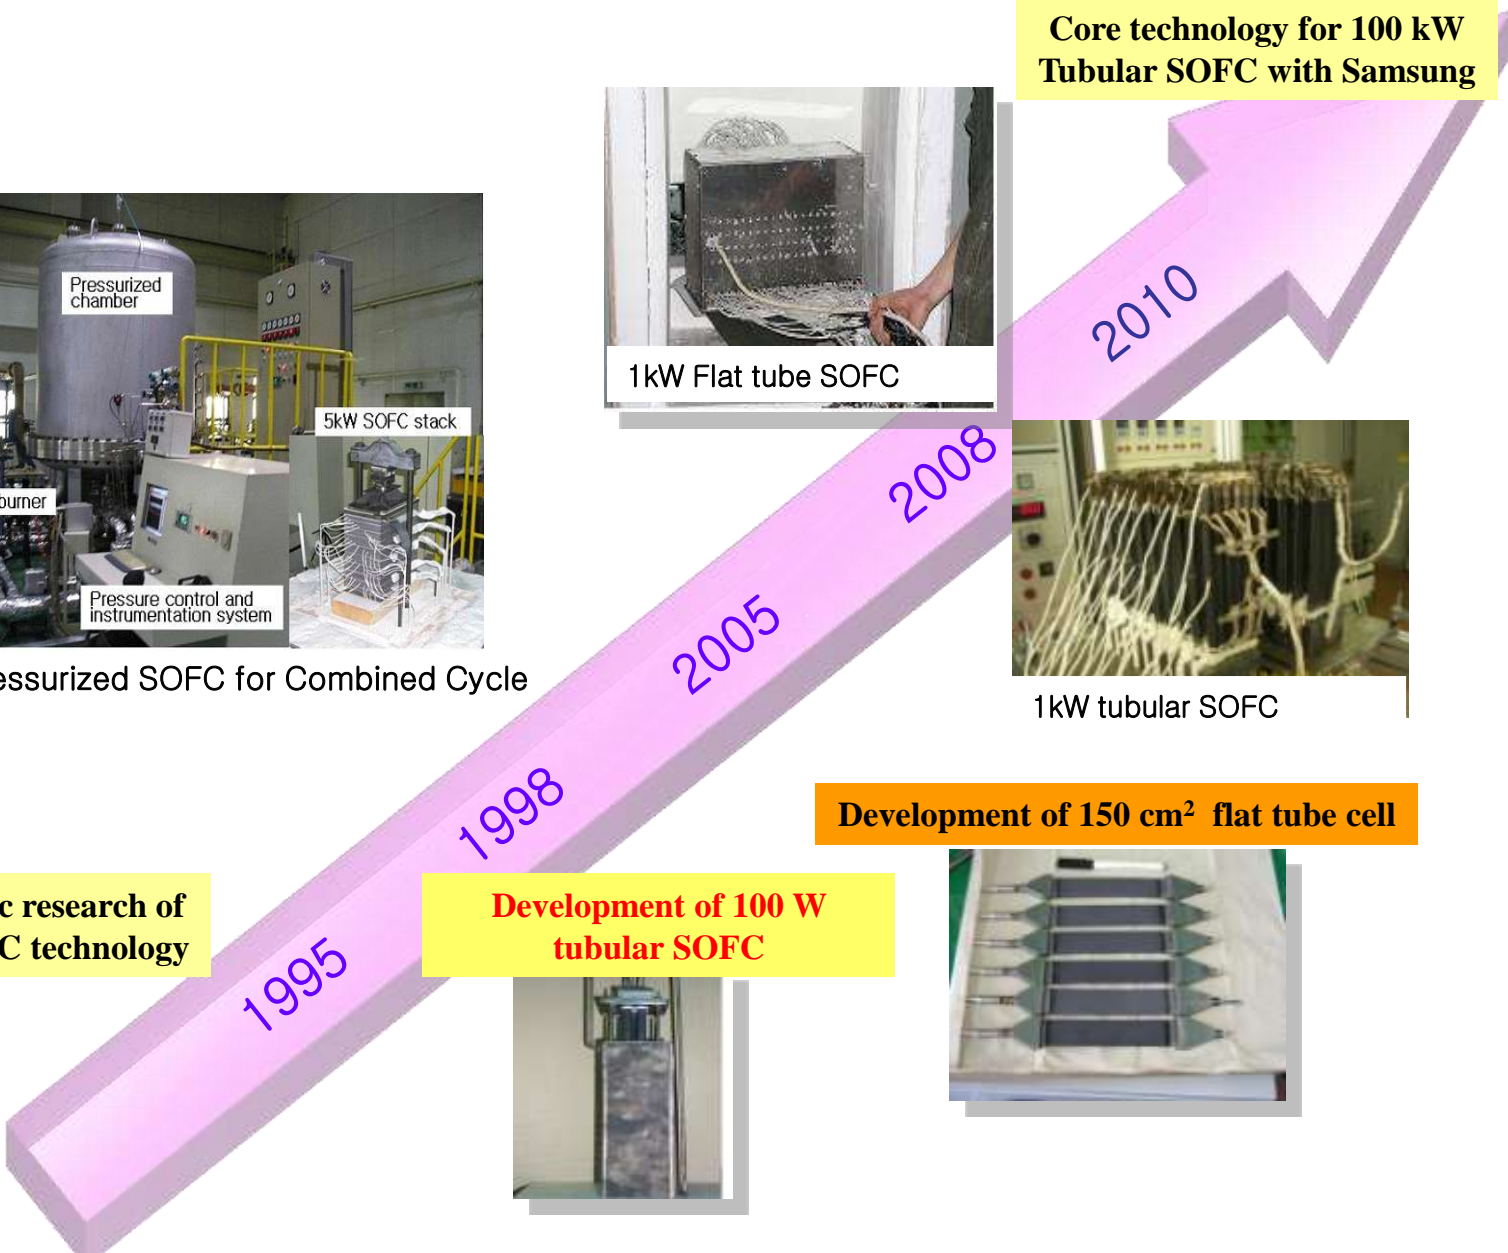 Core technology for 100 kW
Tubular SOFC with Samsung
Pressurized
chamber
5kW SOFC stack
burner
Pressure control and
instrumentation system
essurized SOFC for Combined Cycle
1kW Flat tube SOFC
2010
2008
2005
1998
1995
1kW tubular SOFC
Development of 150 cm² flat tube cell
c research of
C technology
Development of 100 W
tubular SOFC